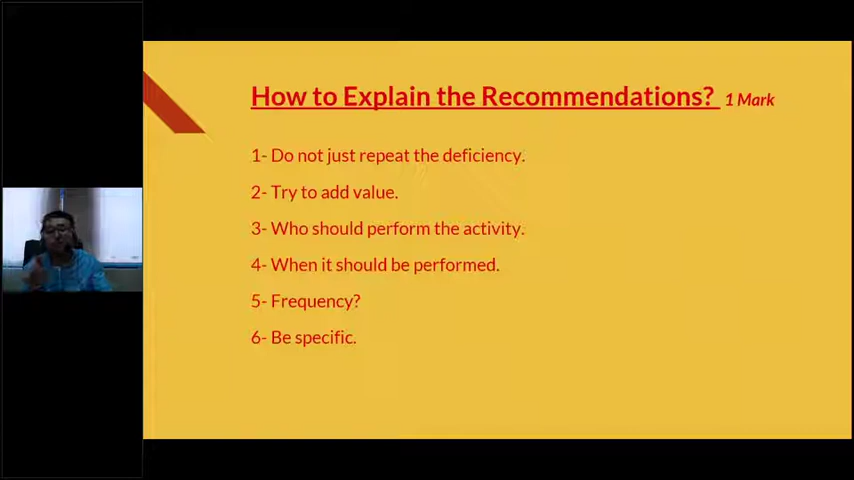 How to Explain the Recommendations? 1 Mark
1- Do not just repeat the deficiency.
2- Try to add value.
3- Who should perform the activity.
4- When it should be performed.
5- Frequency?
6- Be specific.